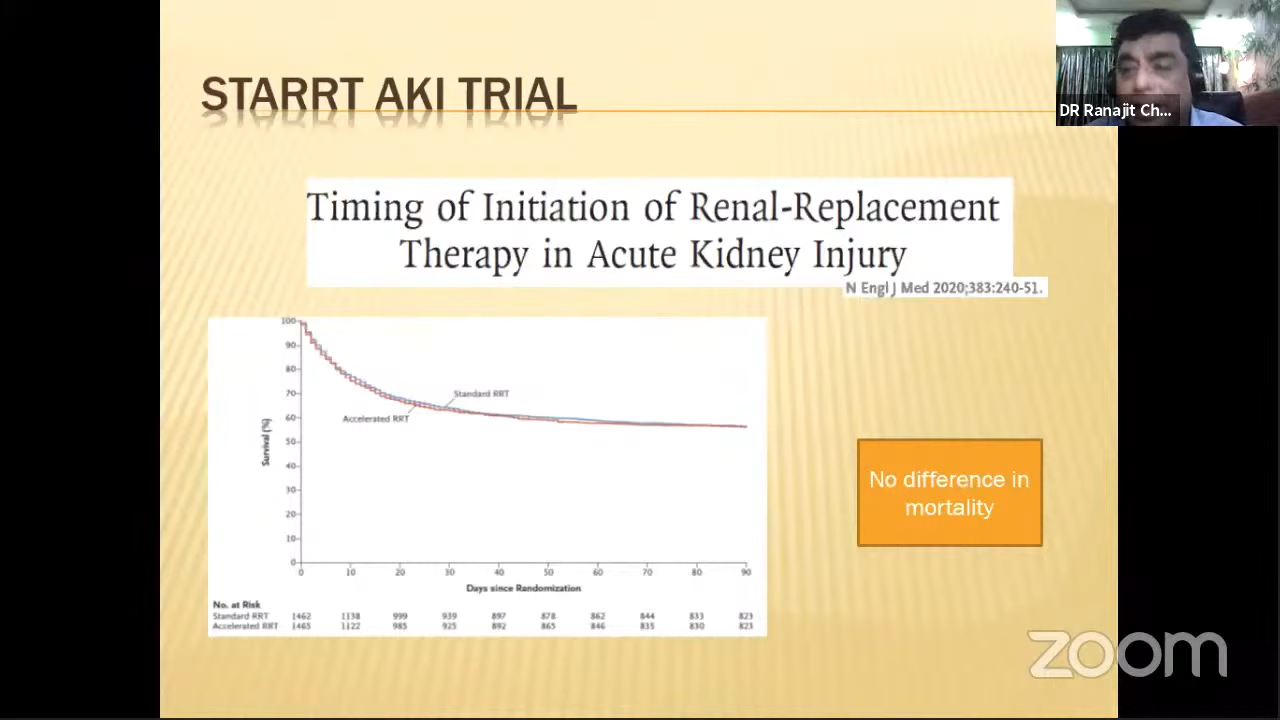 STARRT AKI TRIAL
DR Ranajit Ch...
Timing of Initiation of Renal-Replacement
Therapy in Acute Kidney Injury
N Engl J Med 2020;383:240-51.
100
90
80
70
60
50
40
30
20
10
0
Survival (%)
Standard RRT
Accelerated RRT
0 10 20 30 40 50 60 70 80 90
Days since Randomization
No. at Risk
Standard RRT 1462 1138 999 939 897 878 862 844 833 823
Accelerated RRT 1465 1122 985 925 892 865 846 835 830 823
No difference in
mortality
zoom